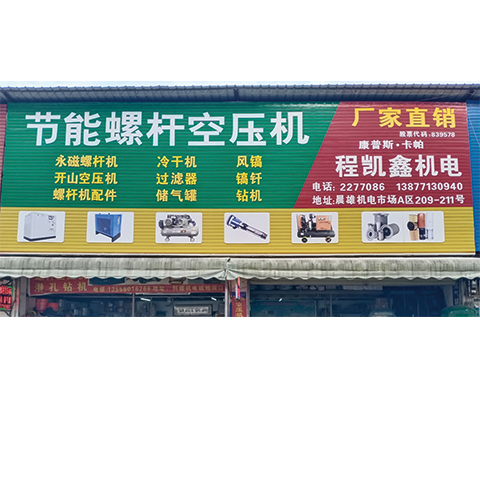 节能螺杆空压机
永磁螺杆机 冷干机 风镐
开山空压机 过滤器 镐钎
螺杆机配件 储气罐 钻机
厂家直销
股票代码:839578
康普斯·卡帕
程凯鑫机电
电话:2277086 13877130940
地址:晨雄机电市场A区209-211号
孔钻机